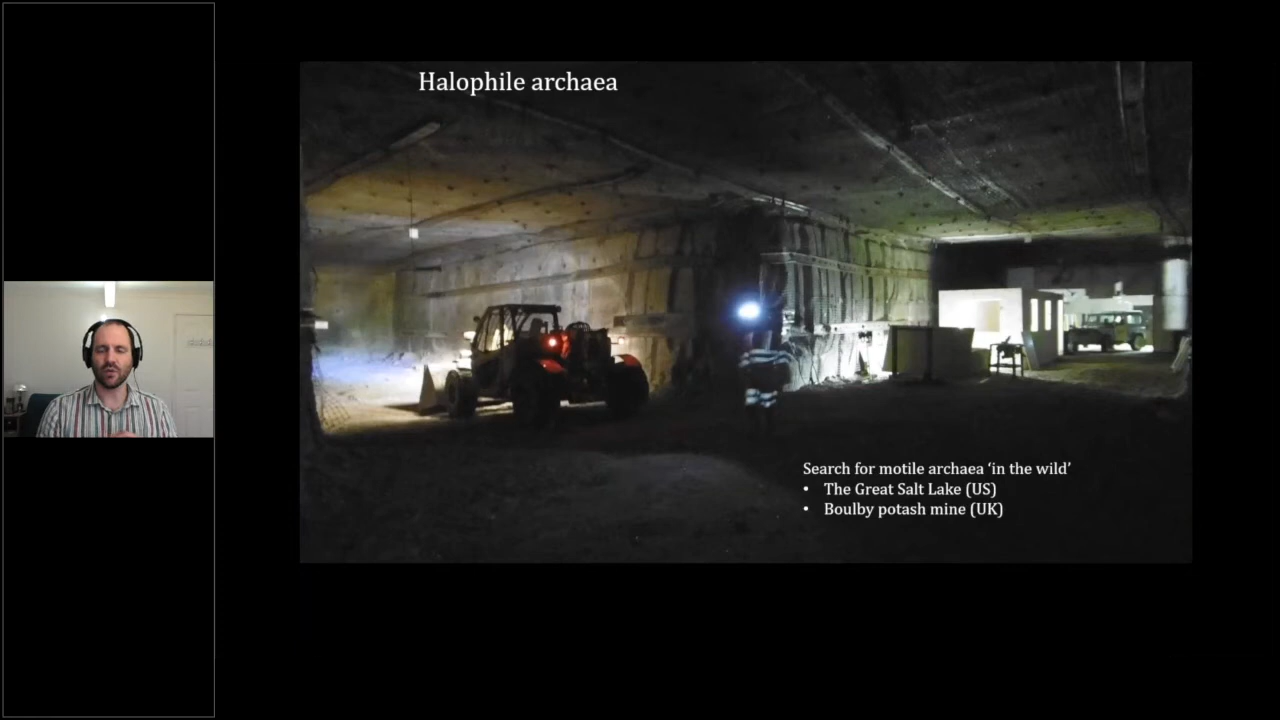 Halophile archaea
Search for motile archaea ‘in the wild’
• The Great Salt Lake (US)
• Boulby potash mine (UK)